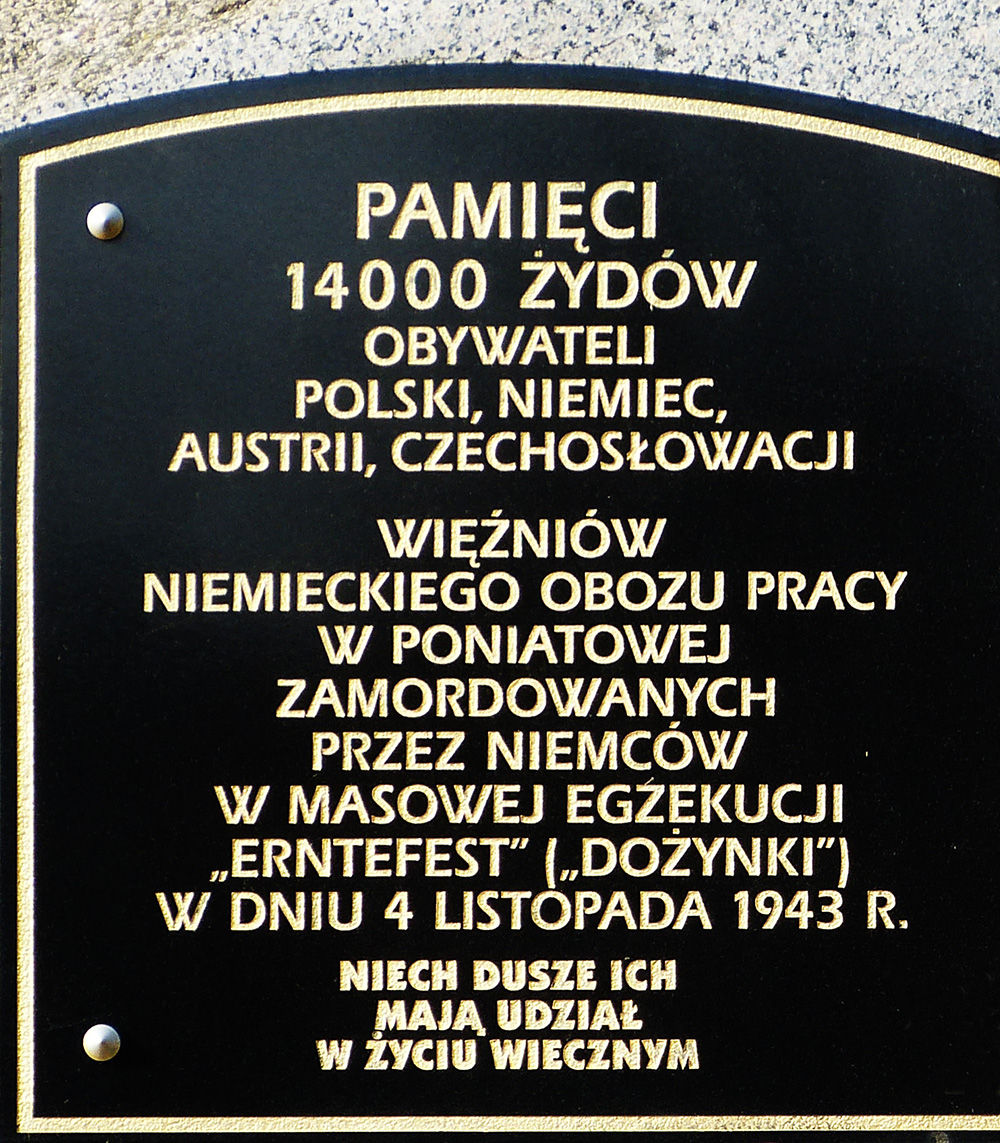 PAMIĘCI
14000 ŻYDÓW
OBYWATELI
POLSKI, NIEMIEC,
AUSTRII, CZECHOSŁOWACJI
WIĘŹNIÓW
NIEMIECKIEGO OBOZU PRACY
W PONIATOWEJ
ZAMORDOWANYCH
PRZEZ NIEMCÓW
W MASOWEJ EGZEKUCJI
„ERNTEFEST” („DOŻYNKI”)
W DNIU 4 LISTOPADA 1943 R.
NIECH DUSZE ICH
MAJĄ UDZIAŁ
W ŻYCIU WIECZNYM